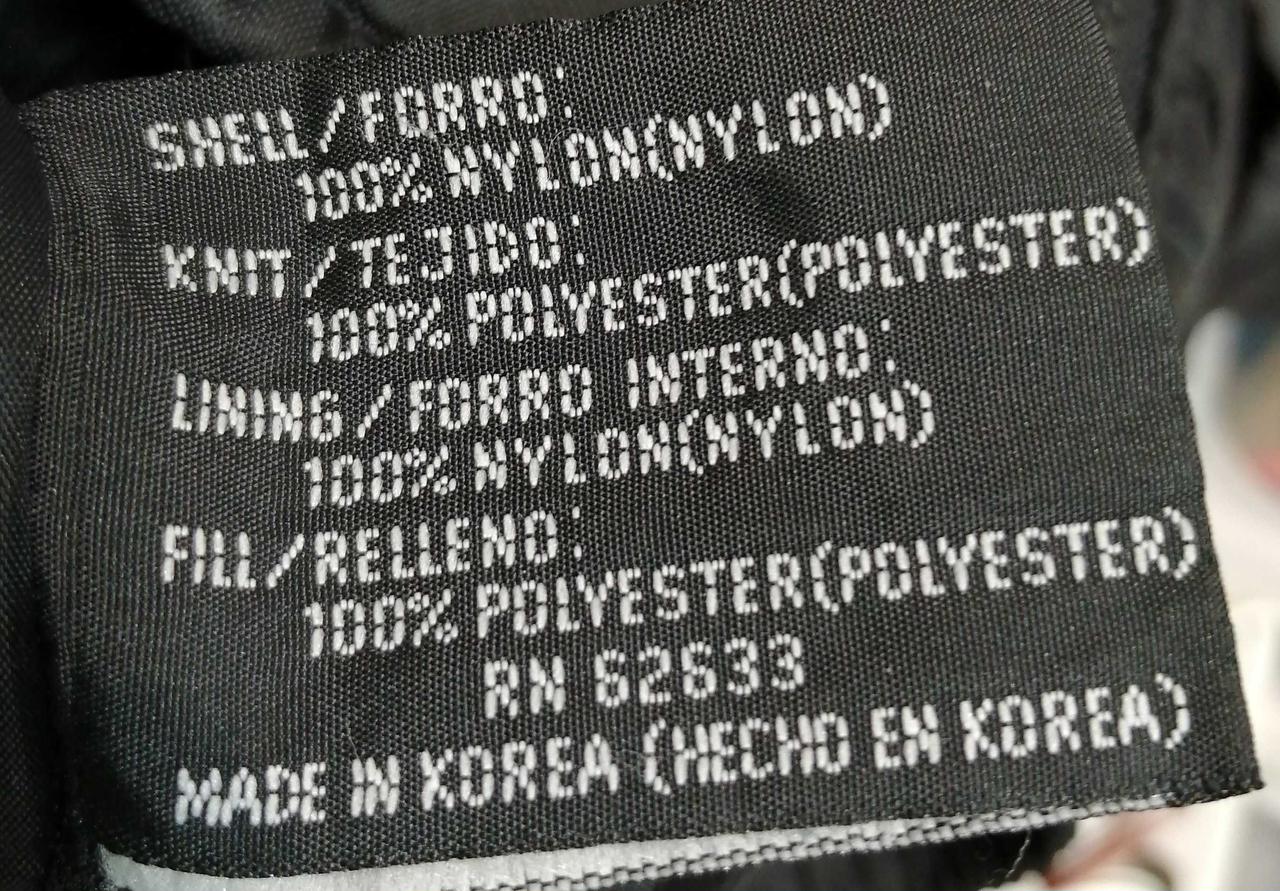 SHELL/FORRO:
100% NYLON(NYLON)
KNIT/TEJIDO:
100% POLYESTER(POLYESTER)
LINING/FORRO INTERNO:
100% NYLON(NYLON)
FILL/RELLENO:
100% POLYESTER(POLYESTER)
RN 62633
MADE IN KOREA (HECHO EN KOREA)